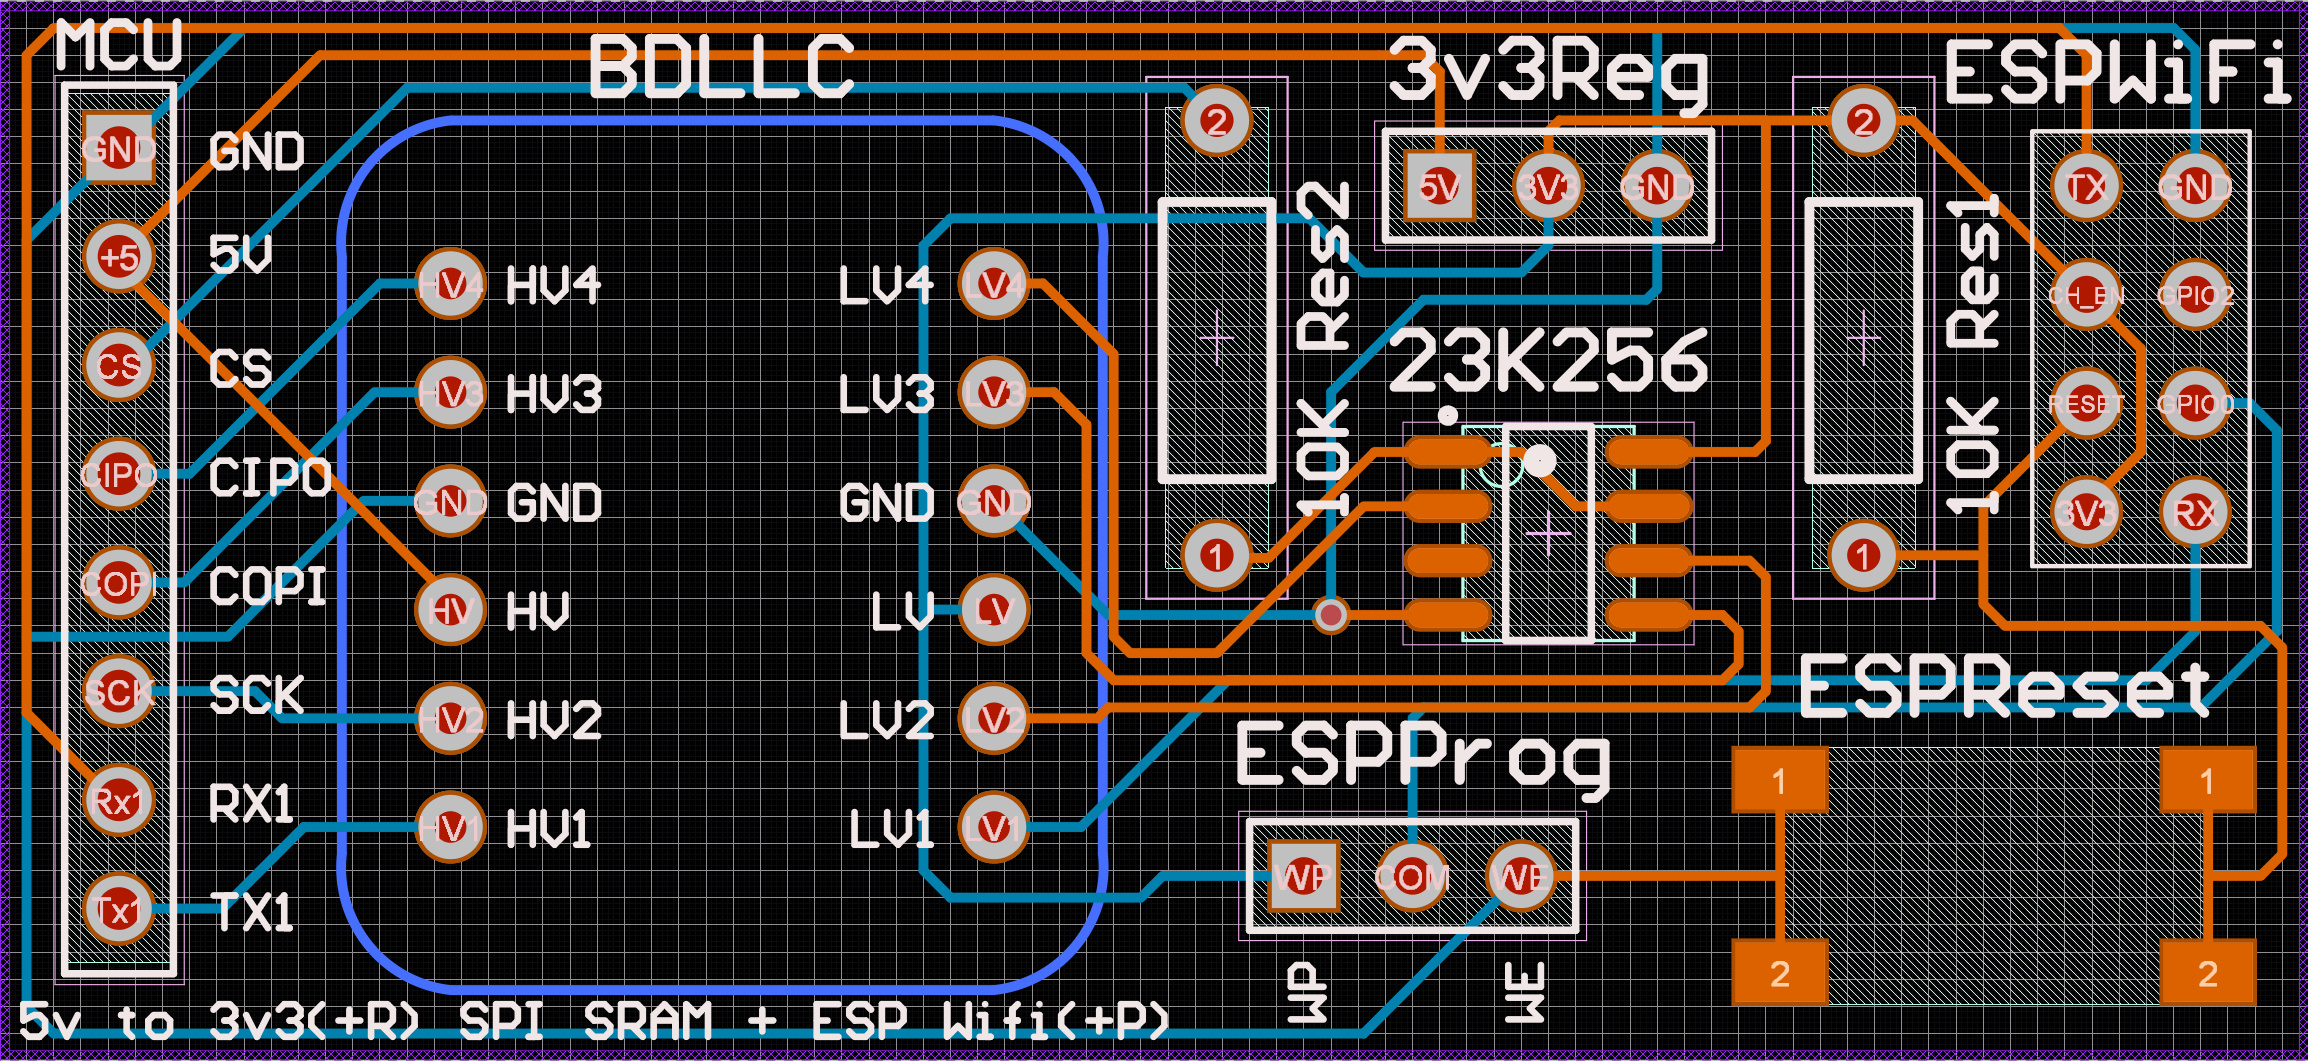 MCU
BDLLC
3v3Reg
ESPWiFi
GND
GND
+5
5V
CS
CS
CIPO
CIPO
COPI
COPI
SCK
SCK
Rx1
RX1
Tx1
TX1
HV4 HV4
HV3 HV3
GND GND
HV HV
HV2 HV2
HV1 HV1
LV4 LV4
LV3 LV3
GND GND
LV LV
LV2 LV2
LV1 LV1
2
10K Res2
1
5V 3V3 GND
23K256
2
10K Res1
1
TX GND
CH_EN GPIO2
RESET GPIO0
3V3 RX
ESPReset
1 1
2 2
ESPProg
WP COM WE
WP WE
5v to 3v3(+R) SPI SRAM + ESP Wifi(+P)